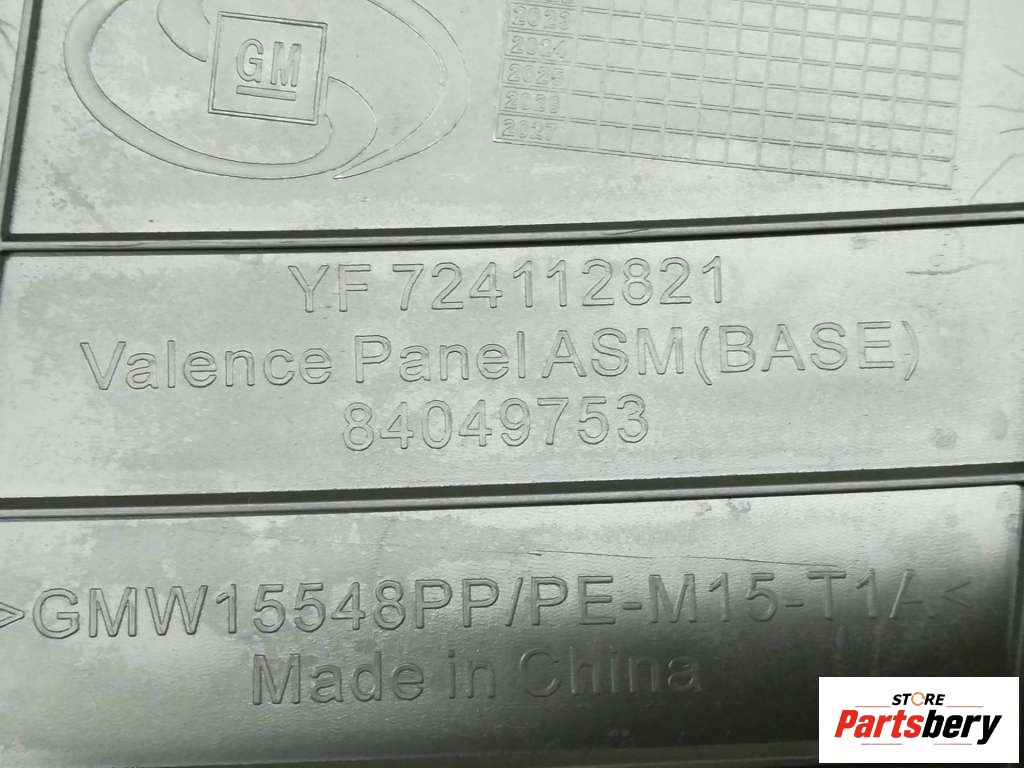 GM
2023
2024
2025
2026
2027
YF 724112821
Valence Panel ASM(BASE)
84049753
>GMW15548PP/PE-M15-T1A<
Made in China
STORE
Partsbery